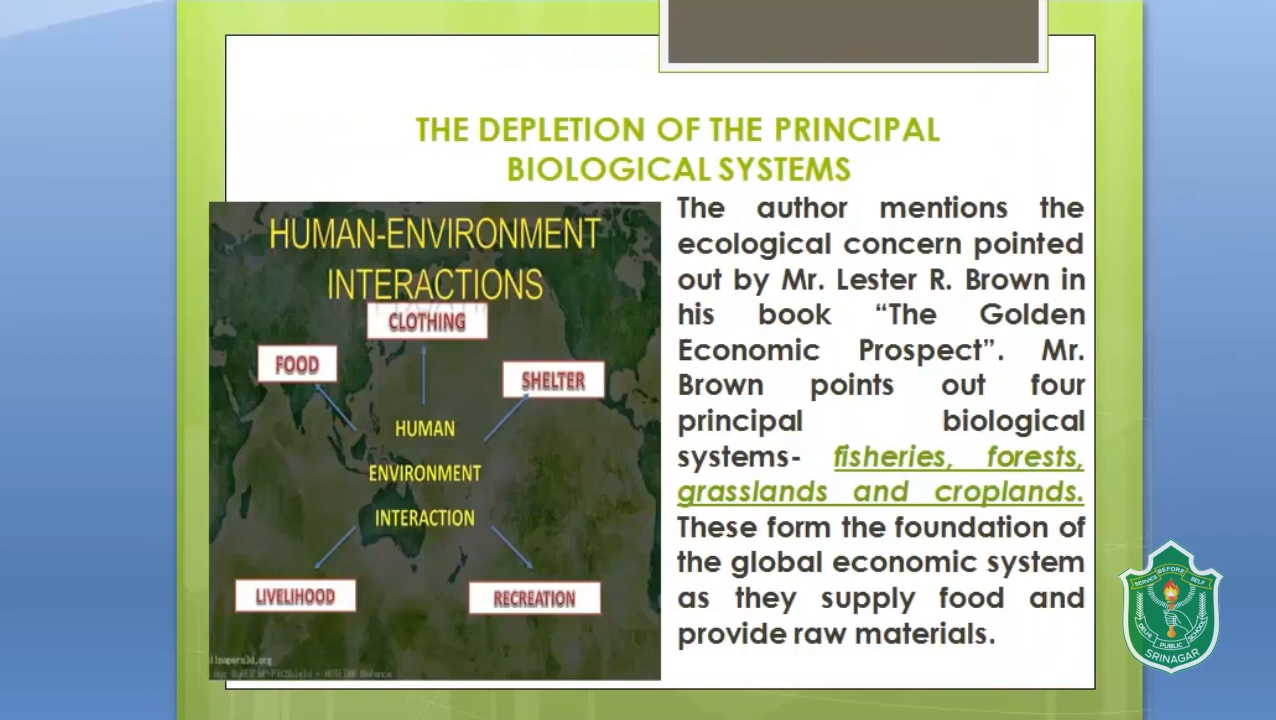 THE DEPLETION OF THE PRINCIPAL
BIOLOGICAL SYSTEMS
HUMAN-ENVIRONMENT
INTERACTIONS
CLOTHING
FOOD
SHELTER
HUMAN
ENVIRONMENT
INTERACTION
LIVELIHOOD
RECREATION
The author mentions the
ecological concern pointed
out by Mr. Lester R. Brown in
his book “The Golden
Economic Prospect”. Mr.
Brown points out four
principal biological
systems- fisheries, forests,
grasslands and croplands.
These form the foundation of
the global economic system
as they supply food and
provide raw materials.
SERVICE BEFORE SELF
DELHI PUBLIC SCHOOL
SRINAGAR